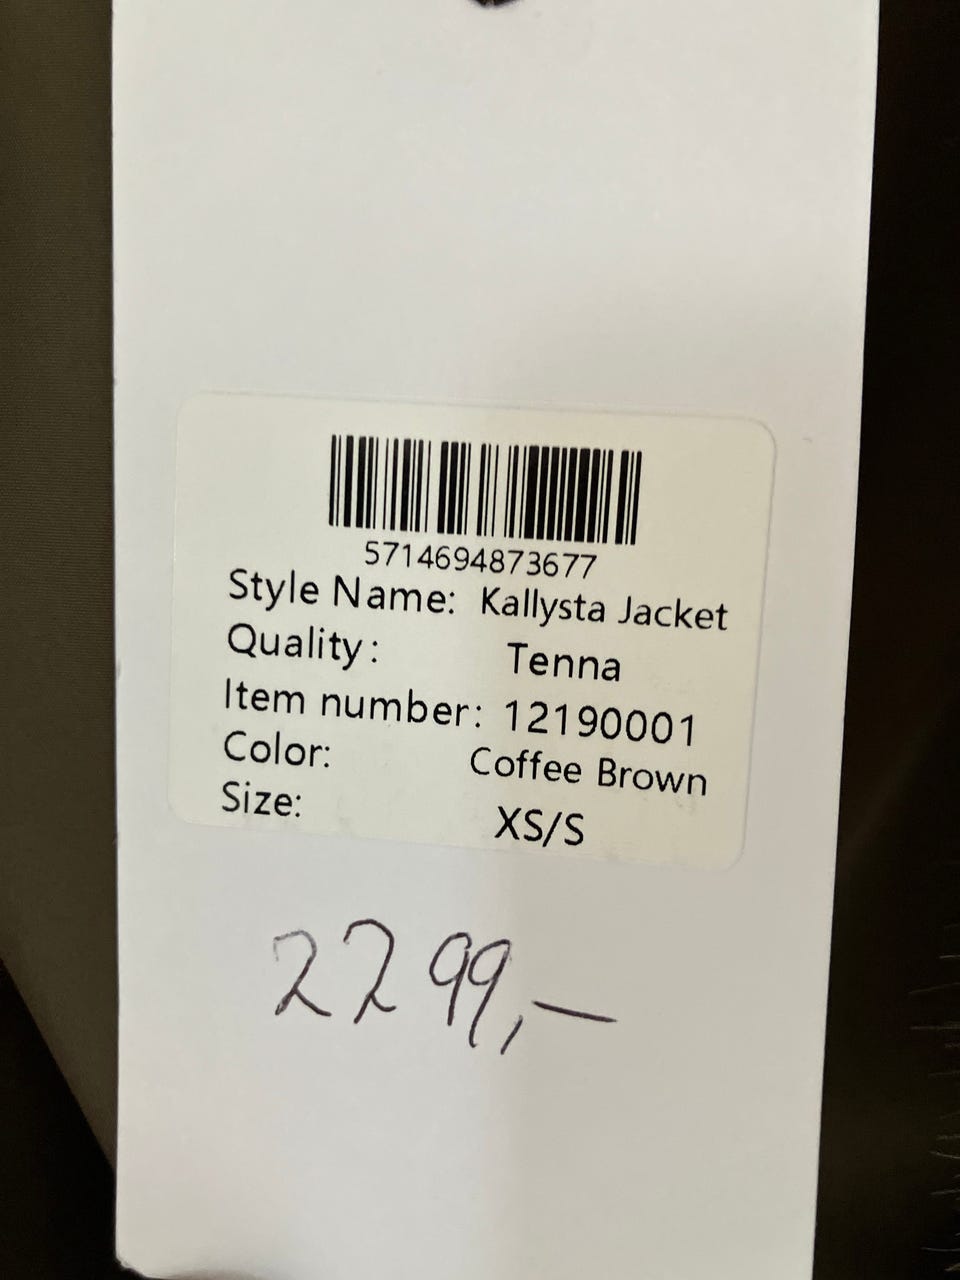 5714694873677
Style Name: Kallysta Jacket
Quality: Tenna
Item number: 12190001
Color: Coffee Brown
Size: XS/S
2299,-